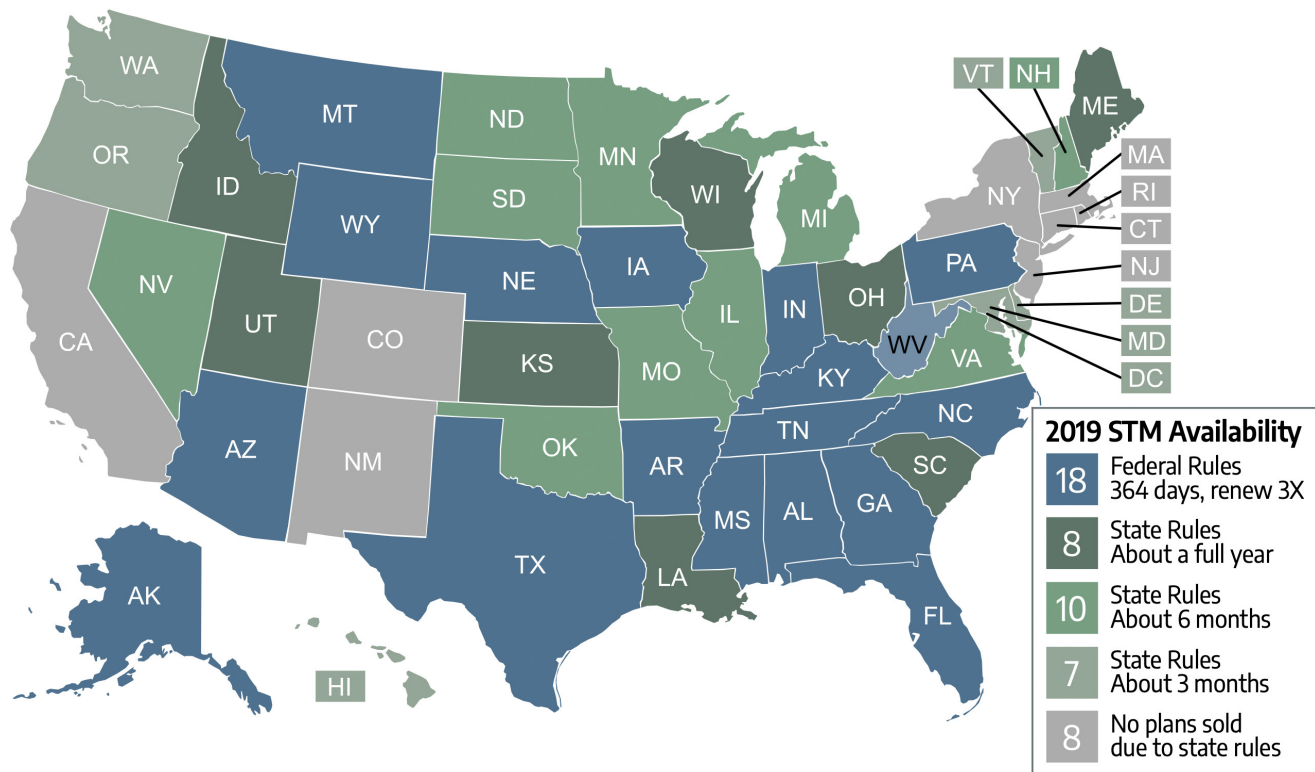 WA
OR
CA
NV
ID
MT
WY
UT
AZ
CO
NM
ND
SD
NE
KS
OK
TX
MN
IA
MO
AR
LA
WI
IL
MI
IN
OH
KY
TN
MS
AL
GA
FL
SC
NC
VA
WV
PA
NY
VT
NH
ME
MA
RI
CT
NJ
DE
MD
DC
AK
HI
2019 STM Availability
18
Federal Rules
364 days, renew 3X
8
State Rules
About a full year
10
State Rules
About 6 months
7
State Rules
About 3 months
8
No plans sold
due to state rules